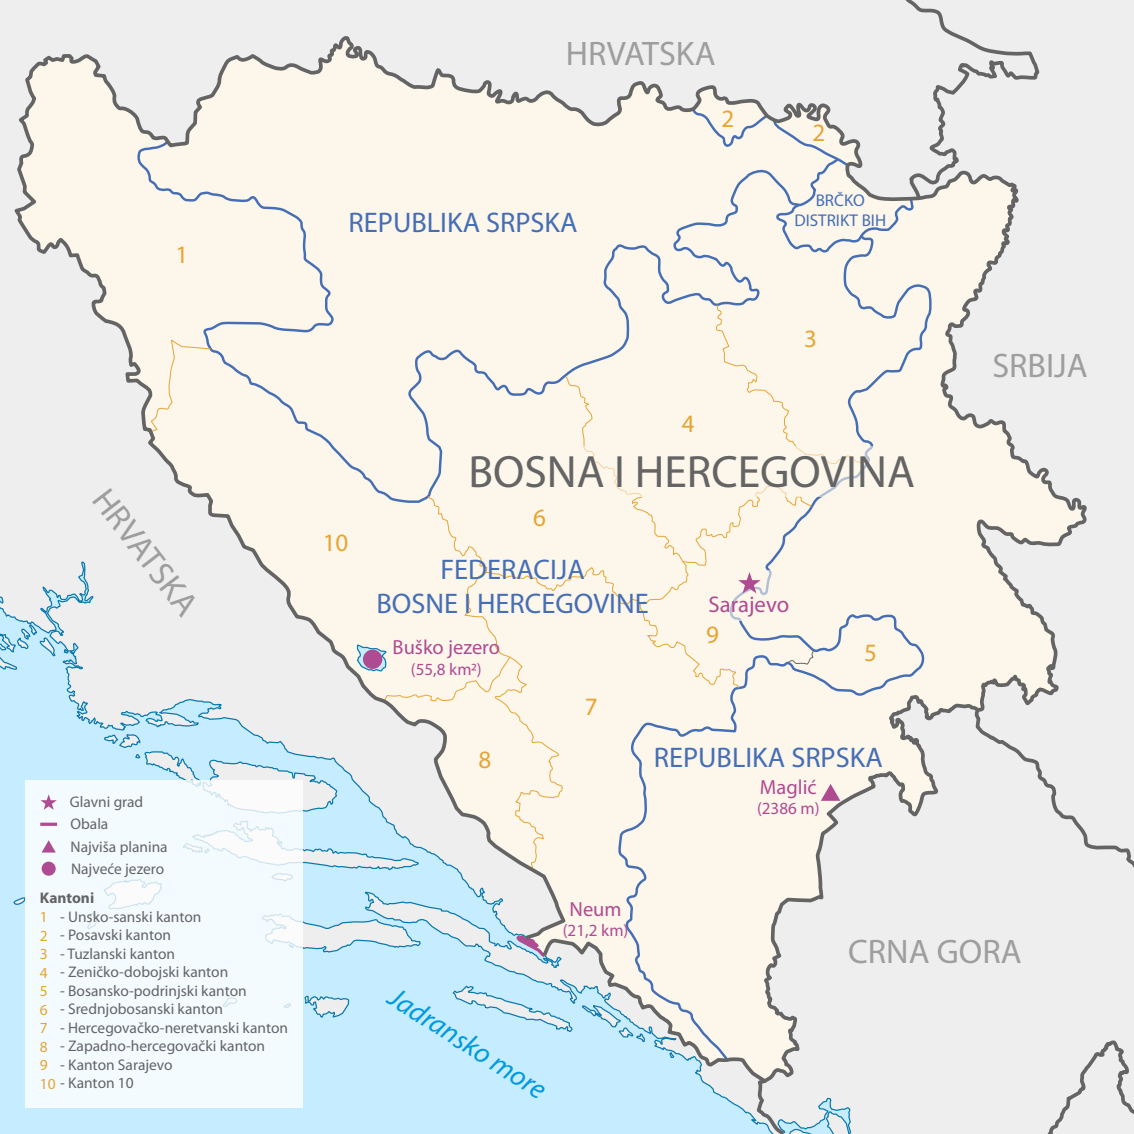 HRVATSKA
2
2
BRČKO
DISTRIKT BIH
REPUBLIKA SRPSKA
1
3
SRBIJA
4
BOSNA I HERCEGOVINA
HRVATSKA
6
10
FEDERACIJA
BOSNE I HERCEGOVINE
Sarajevo
9
5
Buško jezero
(55,8 km²)
7
8
REPUBLIKA SRPSKA
Maglić
(2386 m)
Neum
(21,2 km)
CRNA GORA
Jadransko more
Glavni grad
Obala
Najviša planina
Najveće jezero
Kantoni
1 - Unsko-sanski kanton
2 - Posavski kanton
3 - Tuzlanski kanton
4 - Zeničko-dobojski kanton
5 - Bosansko-podrinjski kanton
6 - Srednjobosanski kanton
7 - Hercegovačko-neretvanski kanton
8 - Zapadno-hercegovački kanton
9 - Kanton Sarajevo
10 - Kanton 10